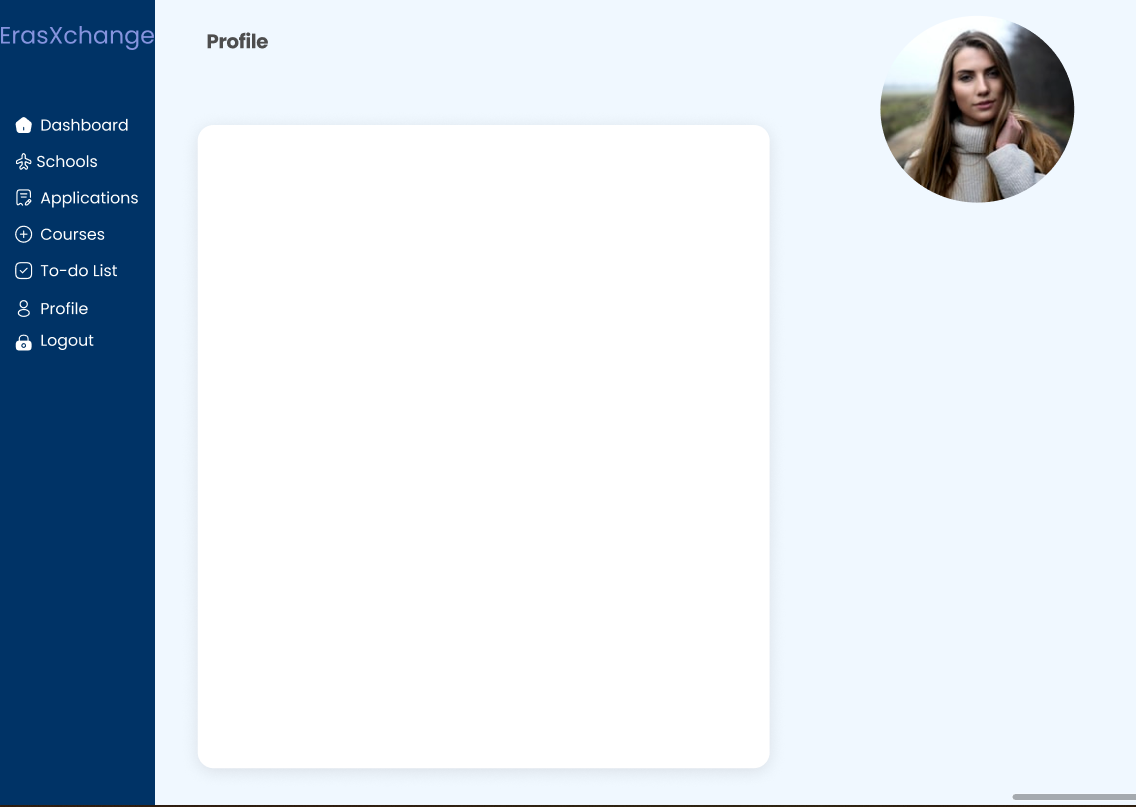 ErasXchange
Profile
Dashboard
Schools
Applications
Courses
To-do List
Profile
Logout